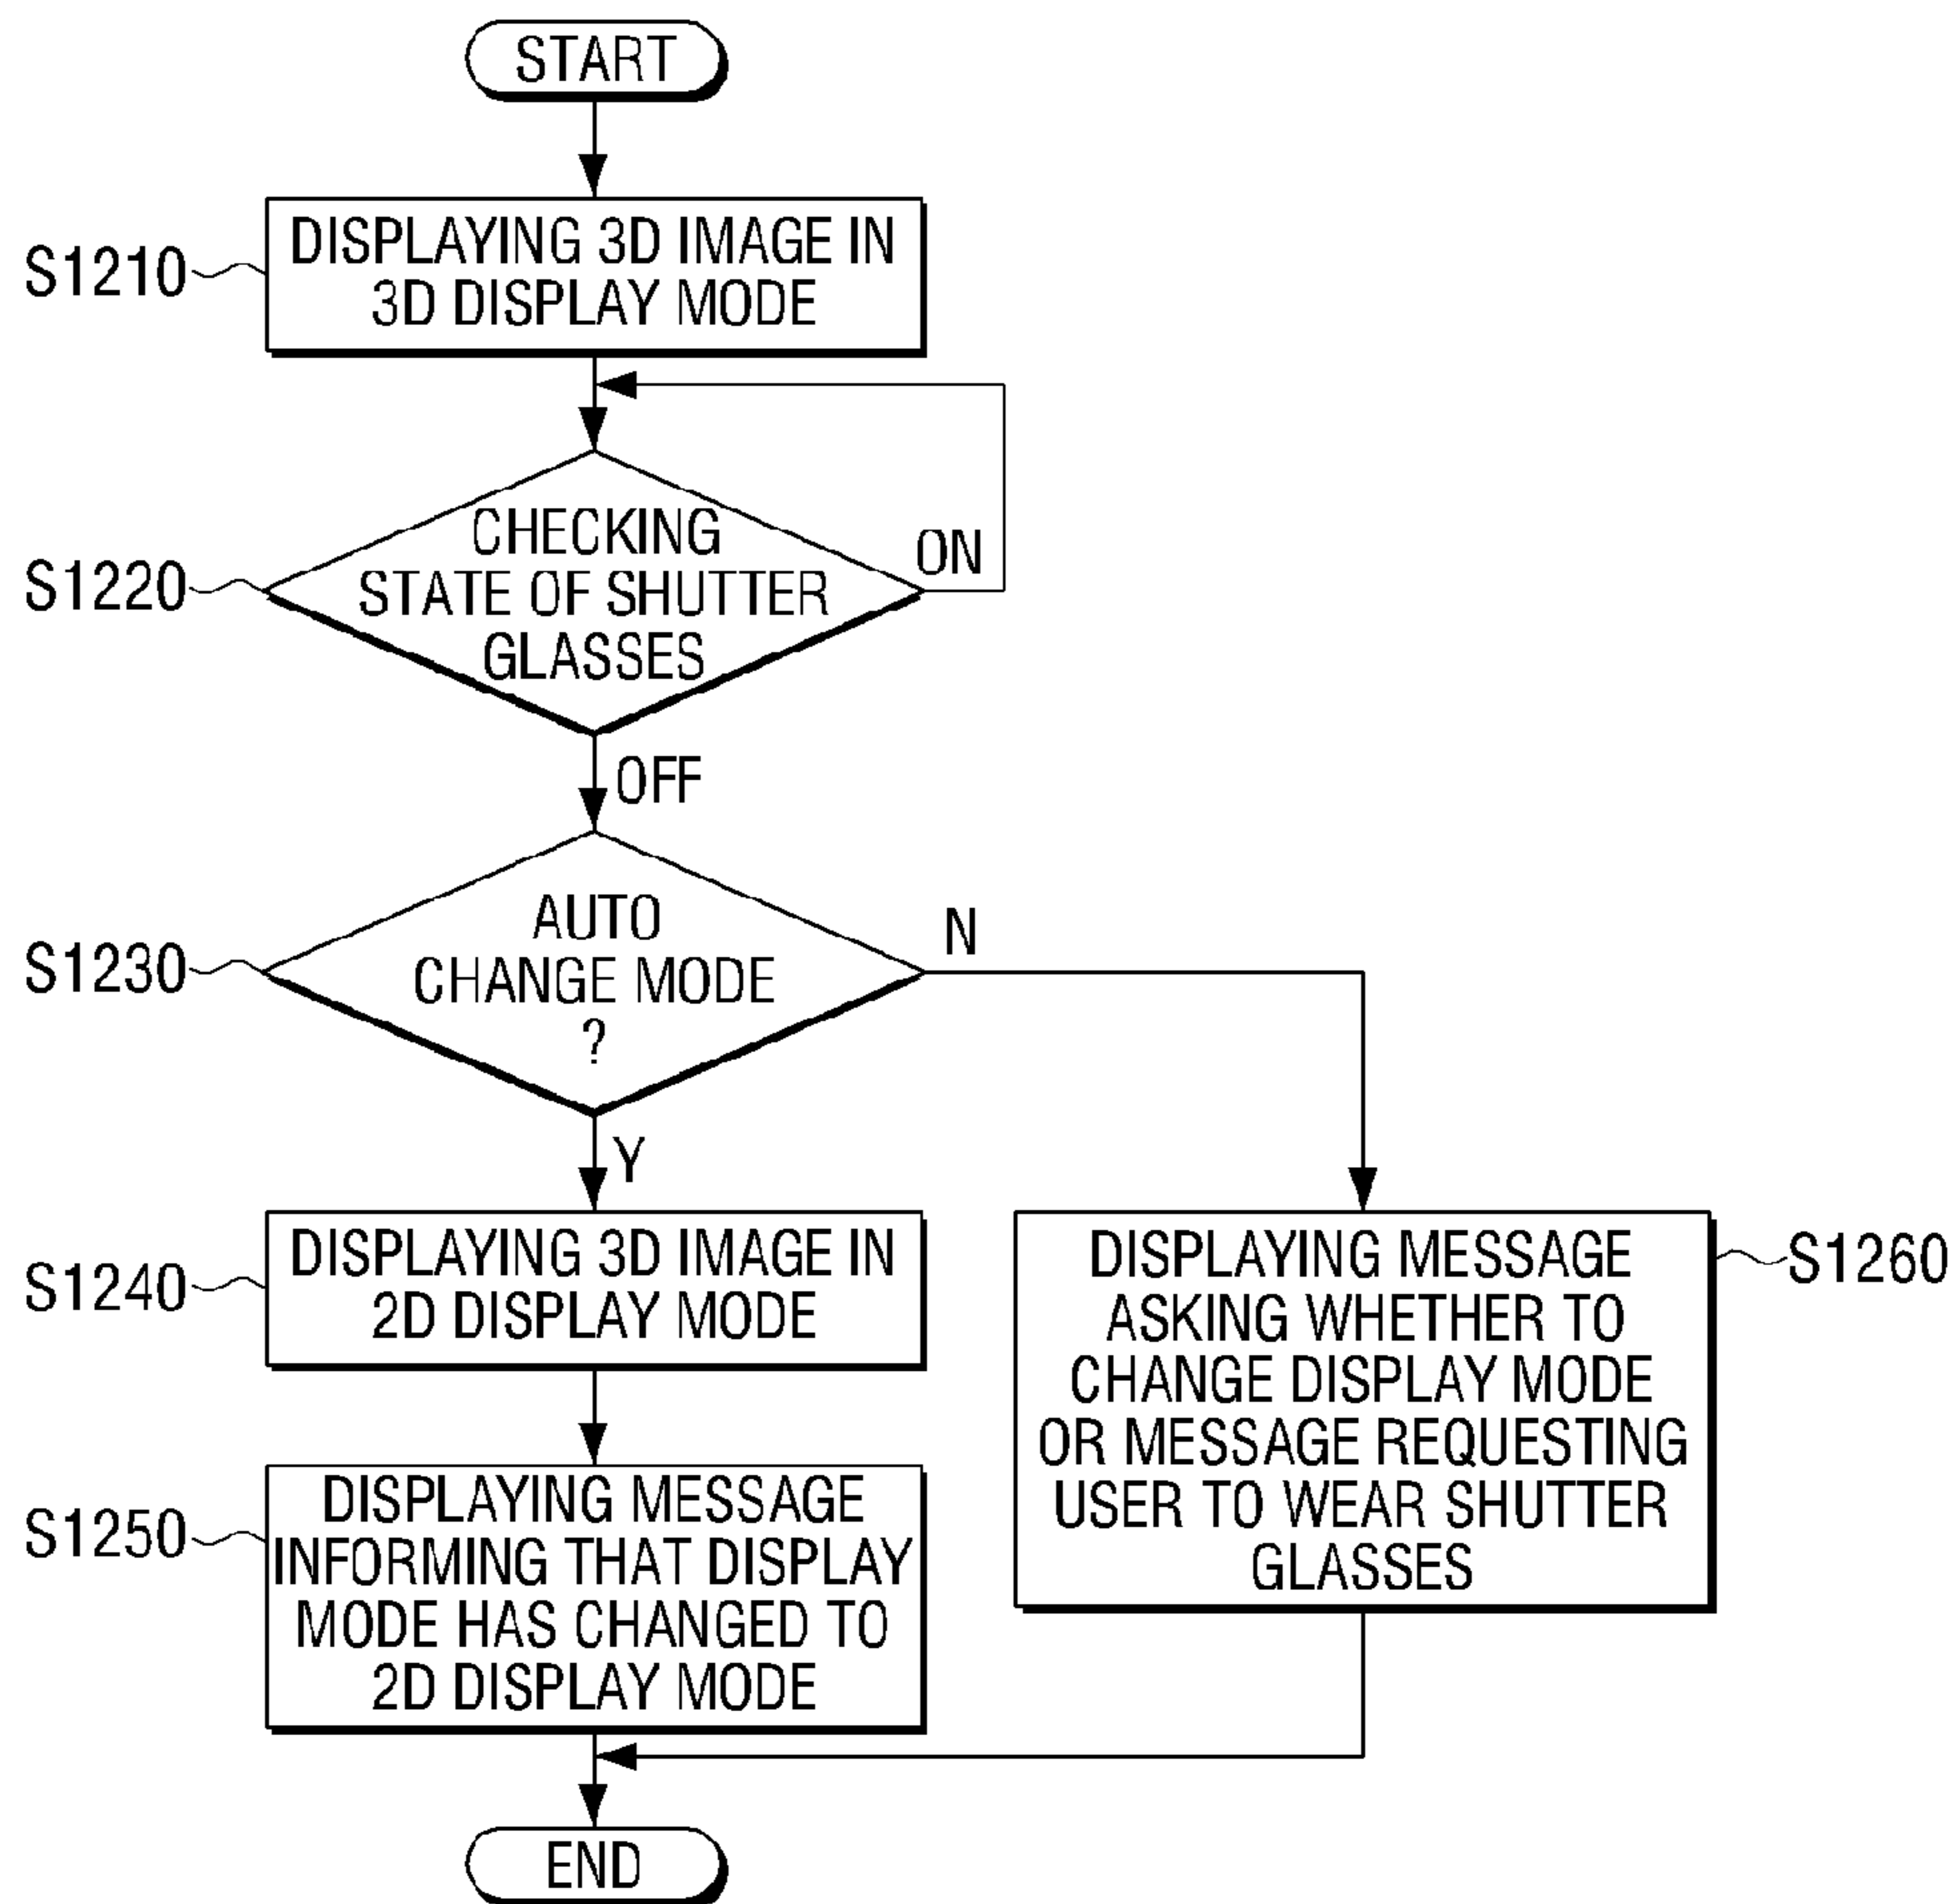 START
S1210
DISPLAYING 3D IMAGE IN
3D DISPLAY MODE
S1220
CHECKING
STATE OF SHUTTER
GLASSES
ON
OFF
S1230
AUTO
CHANGE MODE
?
N
Y
S1240
DISPLAYING 3D IMAGE IN
2D DISPLAY MODE
S1250
DISPLAYING MESSAGE
INFORMING THAT DISPLAY
MODE HAS CHANGED TO
2D DISPLAY MODE
DISPLAYING MESSAGE
ASKING WHETHER TO
CHANGE DISPLAY MODE
OR MESSAGE REQUESTING
USER TO WEAR SHUTTER
GLASSES
S1260
END